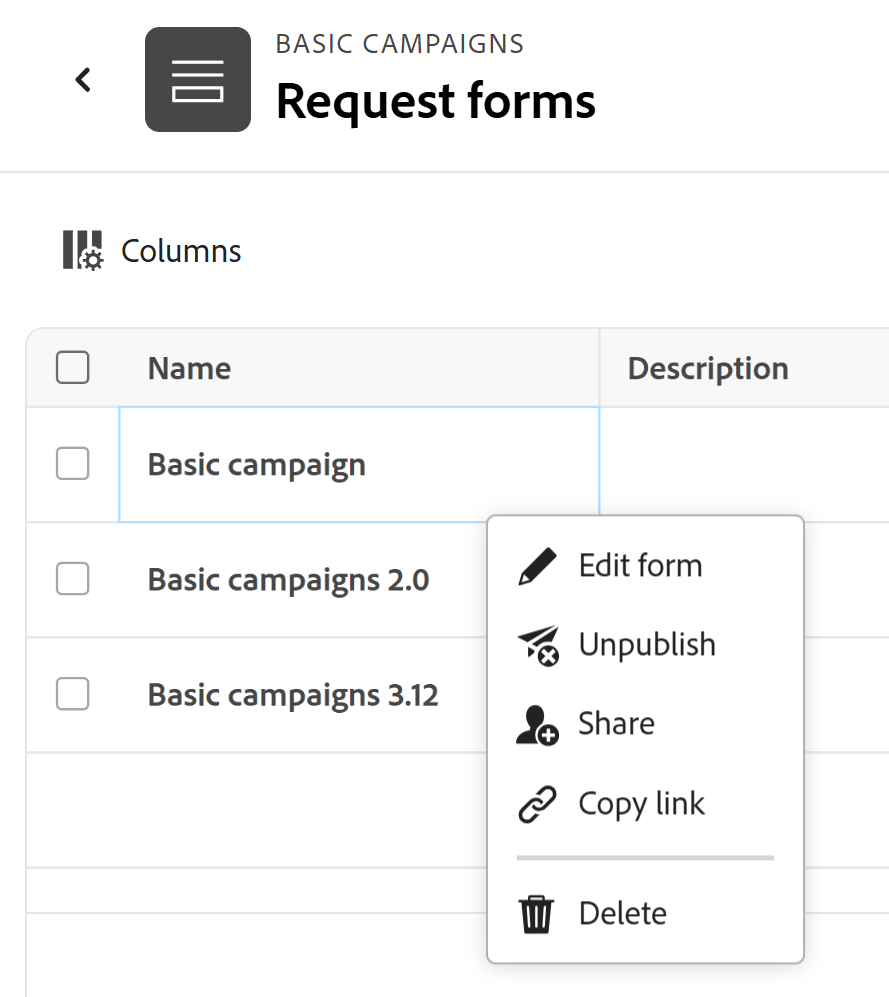 BASIC CAMPAIGNS
Request forms
Columns
Name
Description
Basic campaign
Edit form
Basic campaigns 2.0
Unpublish
Basic campaigns 3.12
Share
Copy link
Delete